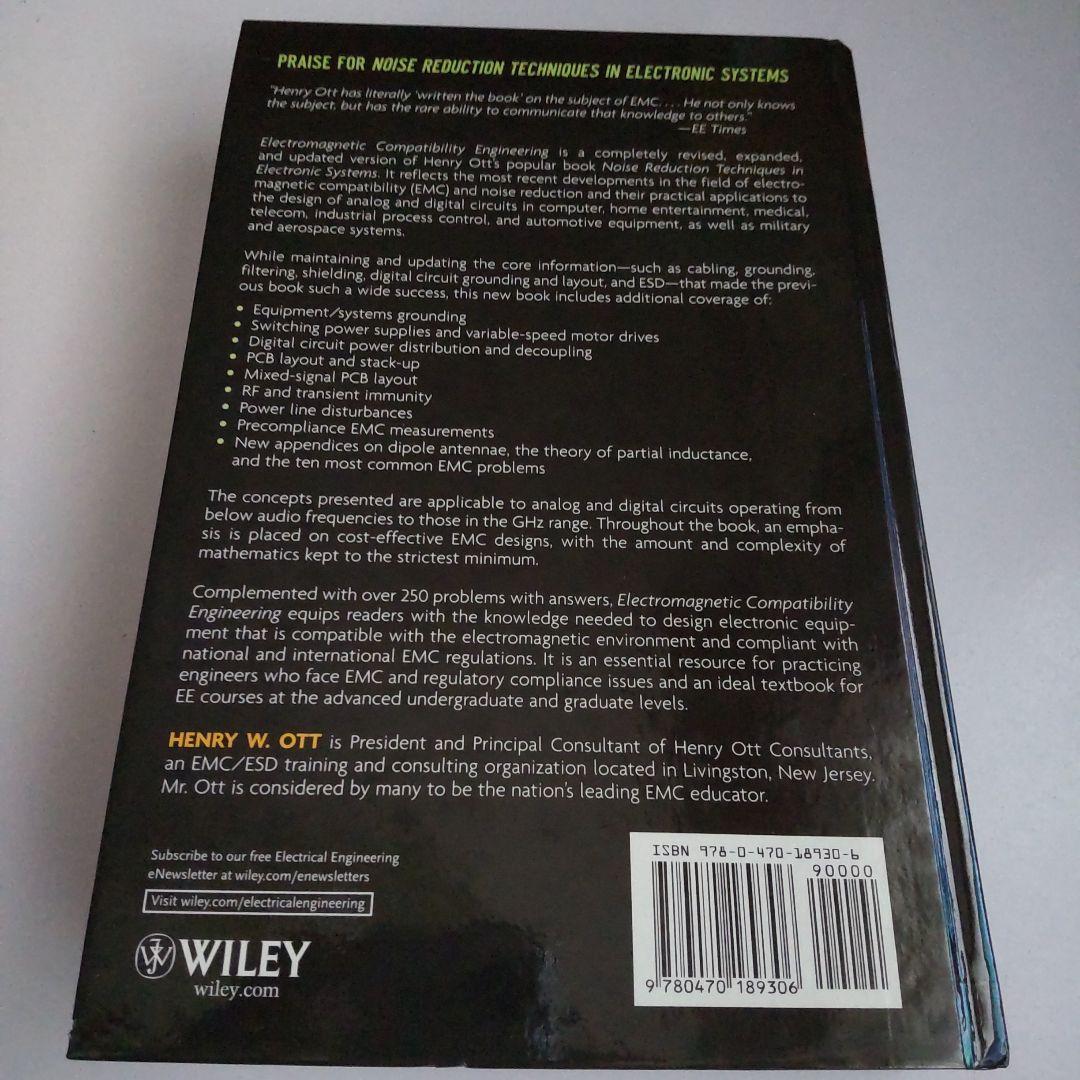 PRAISE FOR NOISE REDUCTION TECHNIQUES IN ELECTRONIC SYSTEMS
"Henry Ott has literally 'written the book' on the subject of EMC. . . . He not only knows
the subject, but has the rare ability to communicate that knowledge to others."
—EE Times
Electromagnetic Compatibility Engineering is a completely revised, expanded,
and updated version of Henry Ott's popular book Noise Reduction Techniques in
Electronic Systems. It reflects the most recent developments in the field of electro-
magnetic compatibility (EMC) and noise reduction and their practical applications to
the design of analog and digital circuits in computer, home entertainment, medical,
telecom, industrial process control, and automotive equipment, as well as military
and aerospace systems.
While maintaining and updating the core information—such as cabling, grounding,
filtering, shielding, digital circuit grounding and layout, and ESD—that made the previ-
ous book such a wide success, this new book includes additional coverage of:
• Equipment/systems grounding
• Switching power supplies and variable-speed motor drives
• Digital circuit power distribution and decoupling
• PCB layout and stack-up
• Mixed-signal PCB layout
• RF and transient immunity
• Power line disturbances
• Precompliance EMC measurements
• New appendices on dipole antennae, the theory of partial inductance,
and the ten most common EMC problems
The concepts presented are applicable to analog and digital circuits operating from
below audio frequencies to those in the GHz range. Throughout the book, an empha-
sis is placed on cost-effective EMC designs, with the amount and complexity of
mathematics kept to the strictest minimum.
Complemented with over 250 problems with answers, Electromagnetic Compatibility
Engineering equips readers with the knowledge needed to design electronic equip-
ment that is compatible with the electromagnetic environment and compliant with
national and international EMC regulations. It is an essential resource for practicing
engineers who face EMC and regulatory compliance issues and an ideal textbook for
EE courses at the advanced undergraduate and graduate levels.
HENRY W. OTT is President and Principal Consultant of Henry Ott Consultants,
an EMC/ESD training and consulting organization located in Livingston, New Jersey.
Mr. Ott is considered by many to be the nation's leading EMC educator.
Subscribe to our free Electrical Engineering
eNewsletter at wiley.com/enewsletters
Visit wiley.com/electricalengineering
WILEY
wiley.com
ISBN 978-0-470-18930-6
90000
9 780470 189306